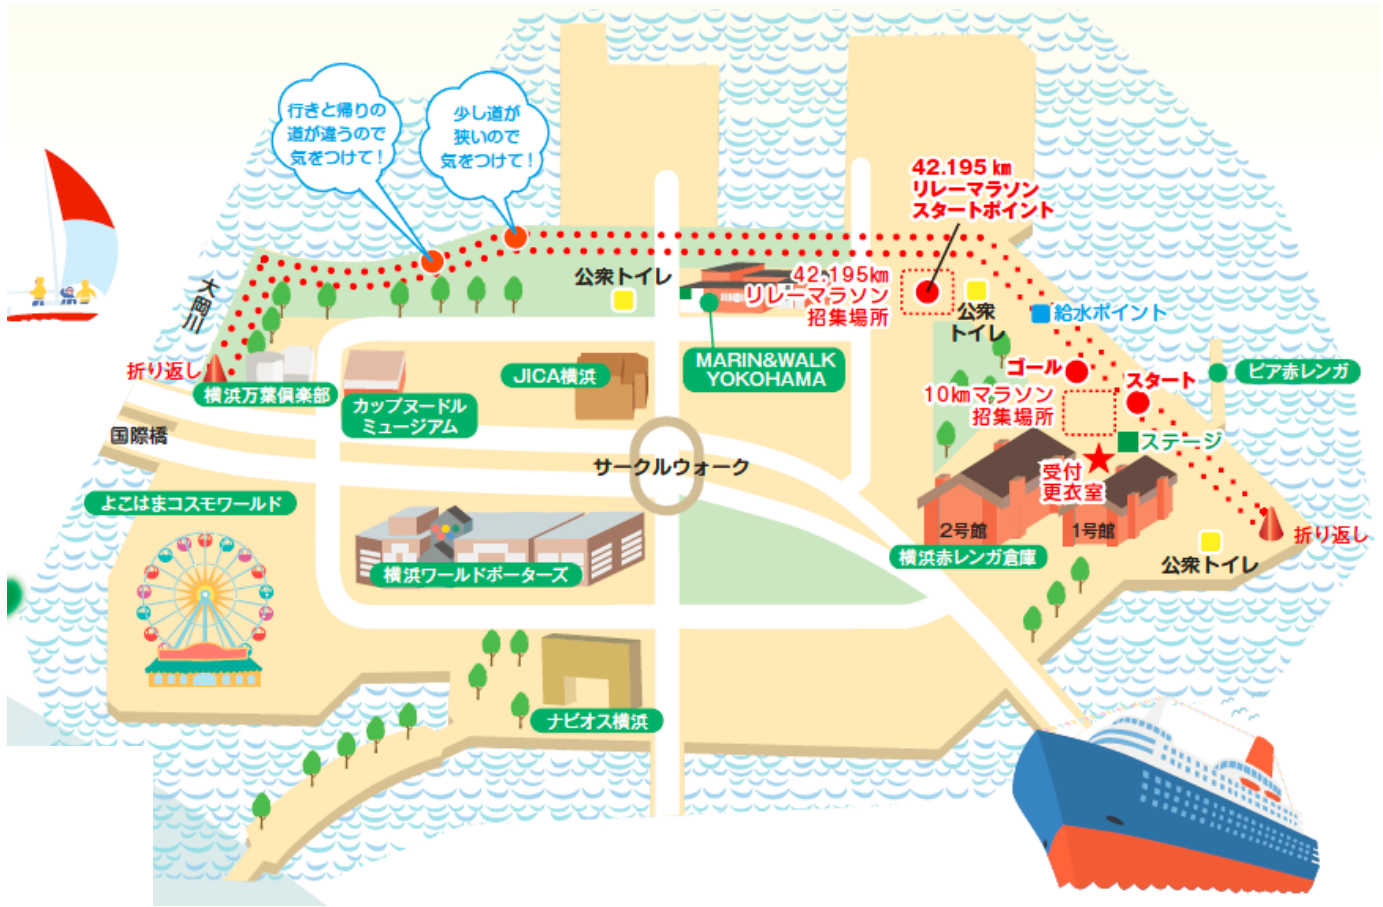 行きと帰りの
道が違うので
気をつけて!
少し道が
狭いので
気をつけて!
42.195km
リレーマラソン
スタートポイント
大岡川
公衆トイレ
42.195km
リレーマラソン
招集場所
公衆
トイレ
給水ポイント
折り返し
横浜万葉倶楽部
カップヌードル
ミュージアム
JICA横浜
MARIN&WALK
YOKOHAMA
ゴール
スタート
ピア赤レンガ
10kmマラソン
招集場所
国際橋
サークルウォーク
ステージ
受付
更衣室
よこはまコスモワールド
2号館
1号館
折り返し
横浜赤レンガ倉庫
公衆トイレ
横浜ワールドポーターズ
ナビオス横浜